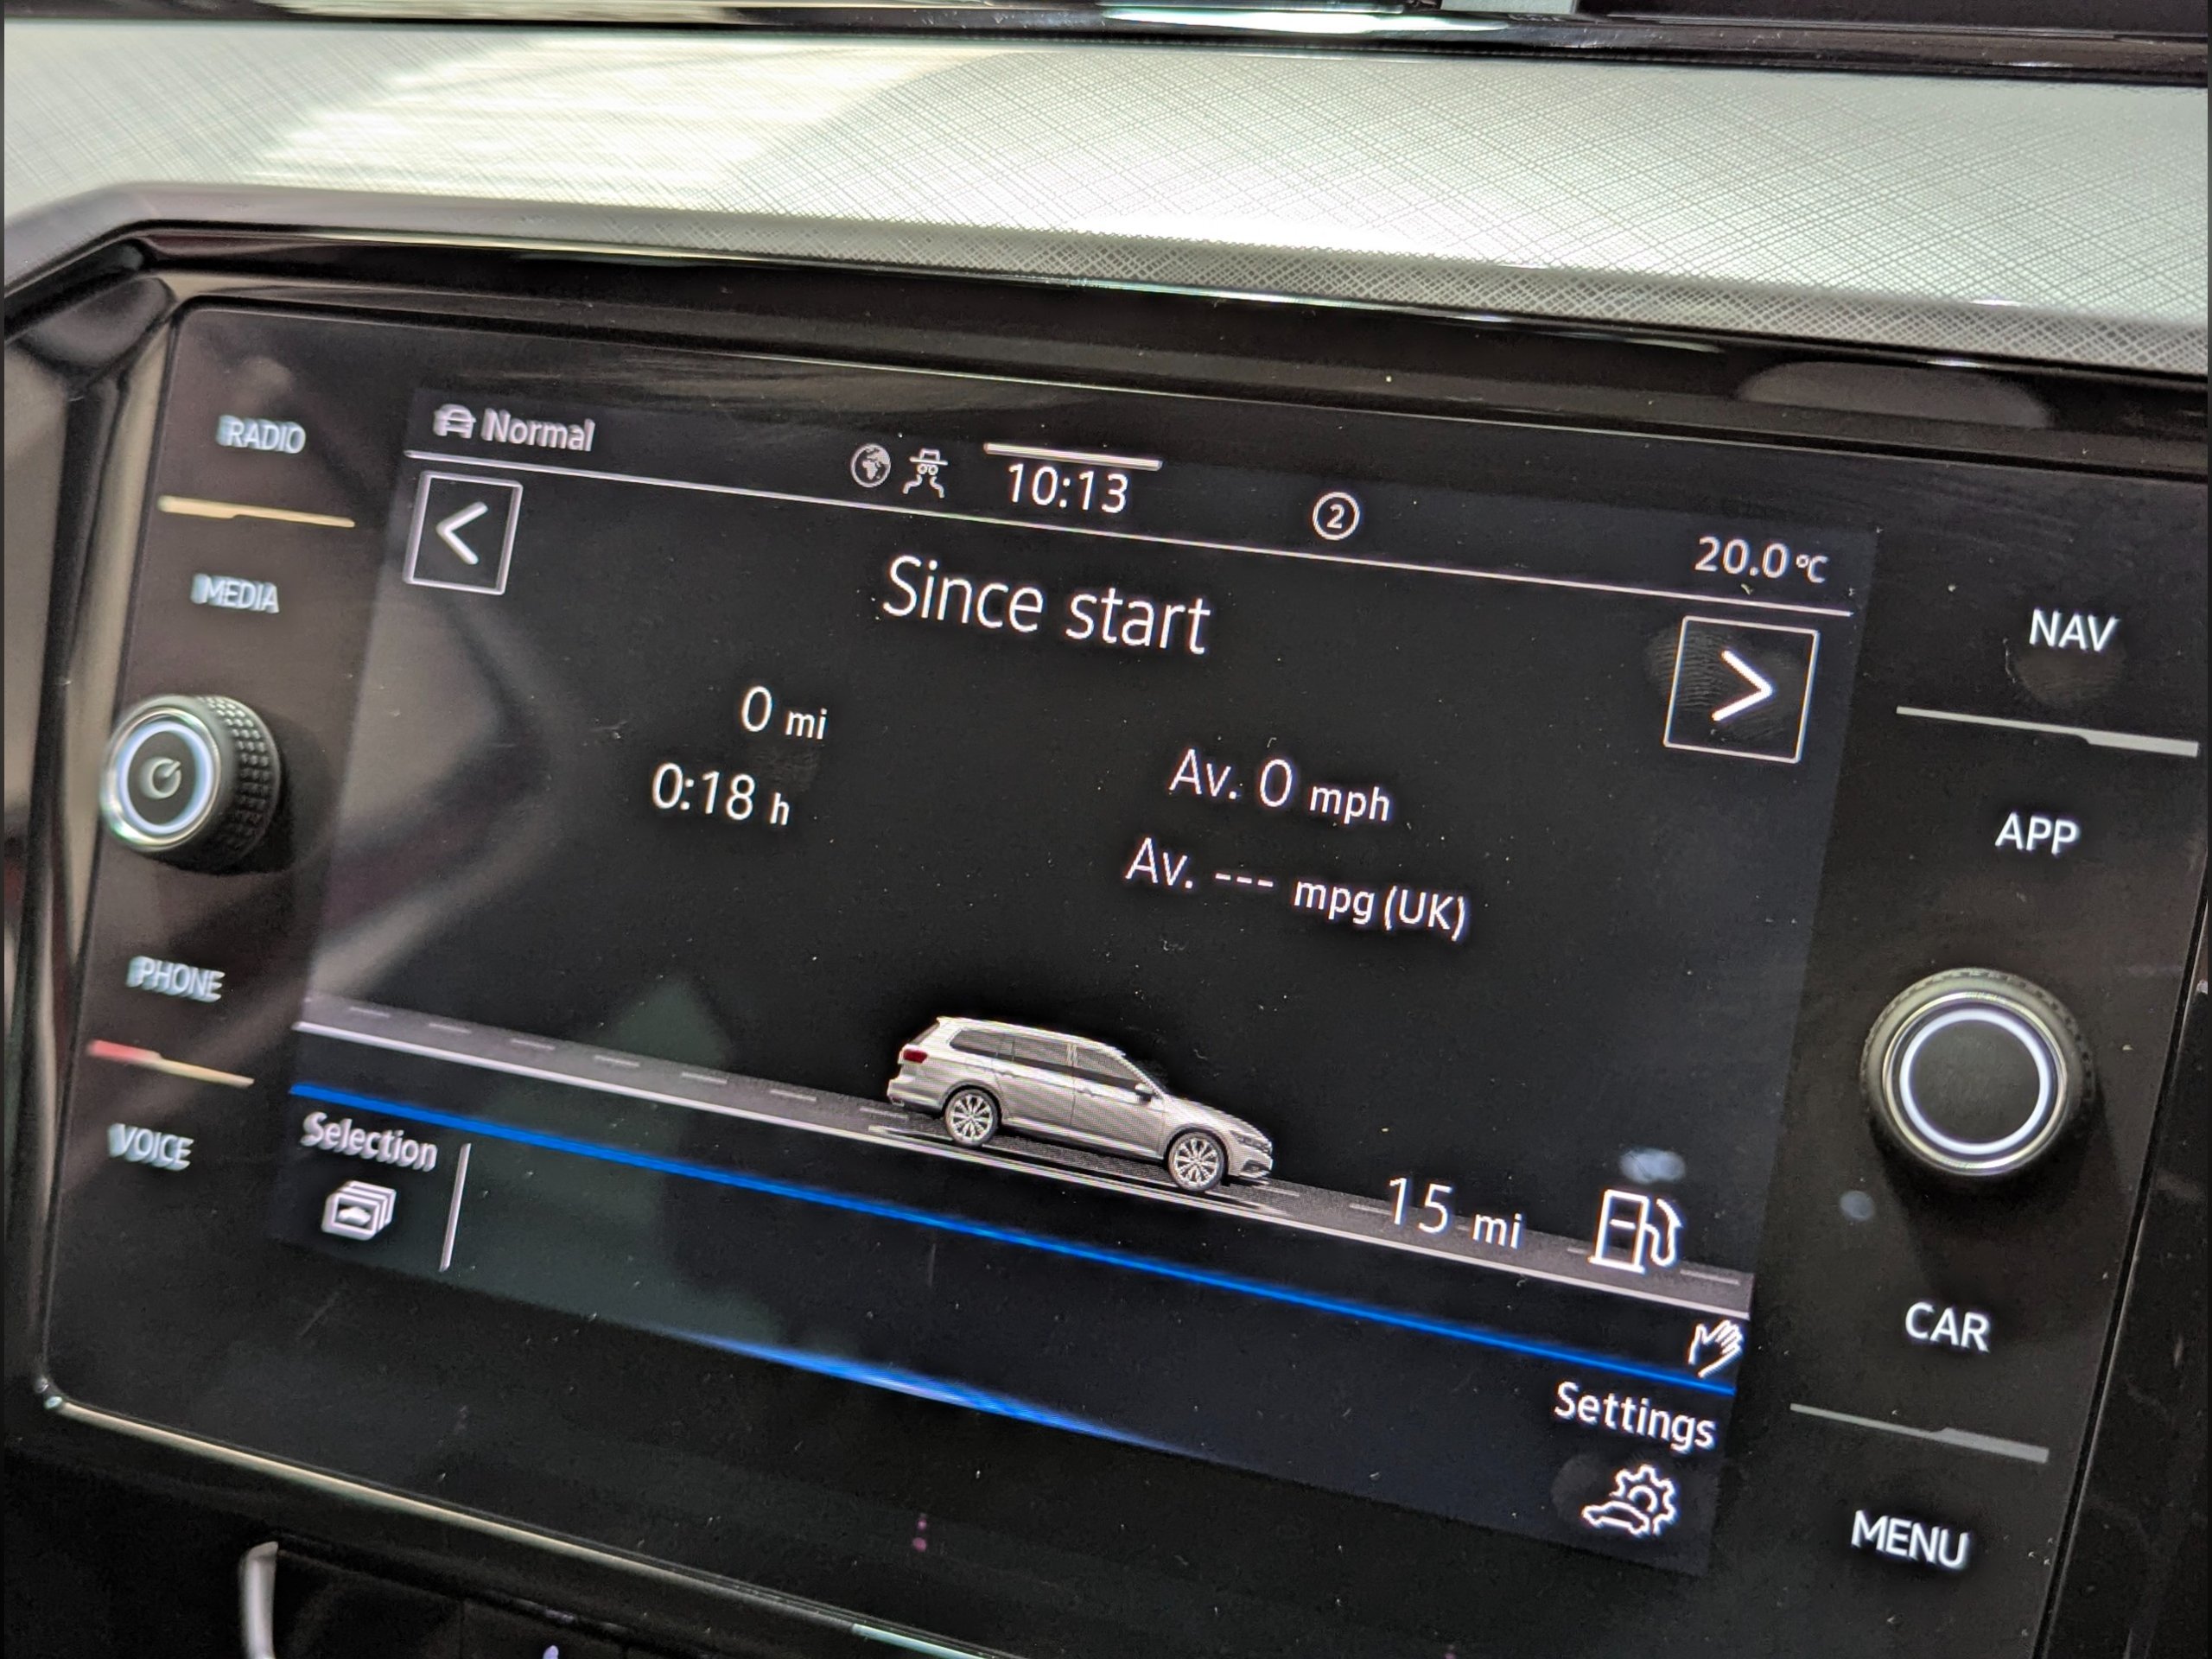 RADIO
MEDIA
PHONE
VOICE
Normal
10:13
2
20.0 °C
Since start
0 mi
0:18 h
Av. 0 mph
Av. --- mpg (UK)
15 mi
Selection
Settings
NAV
APP
CAR
MENU